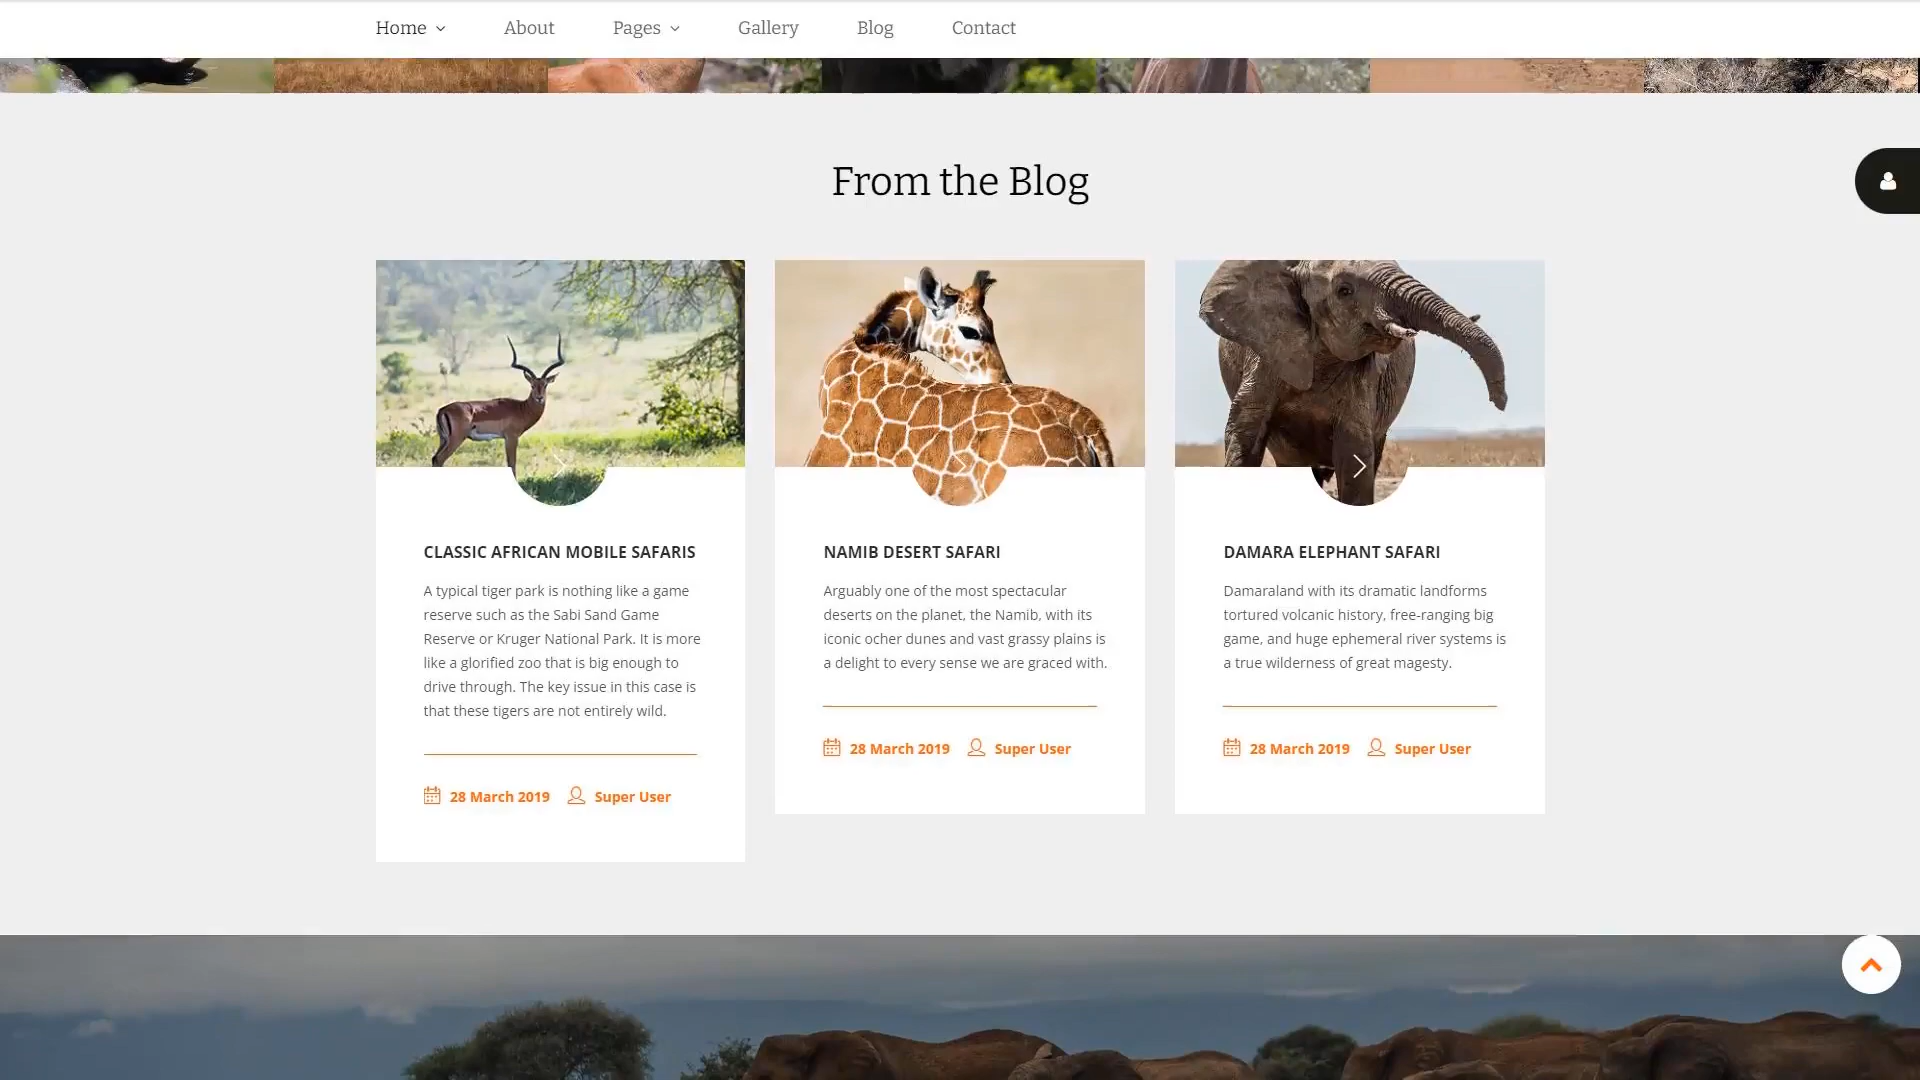 Home About Pages Gallery Blog Contact
From the Blog
CLASSIC AFRICAN MOBILE SAFARIS
A typical tiger park is nothing like a game
reserve such as the Sabi Sand Game
Reserve or Kruger National Park. It is more
like a glorified zoo that is big enough to
drive through. The key issue in this case is
that these tigers are not entirely wild.
28 March 2019 Super User
NAMIB DESERT SAFARI
Arguably one of the most spectacular
deserts on the planet, the Namib, with its
iconic ocher dunes and vast grassy plains is
a delight to every sense we are graced with.
28 March 2019 Super User
DAMARA ELEPHANT SAFARI
Damaraland with its dramatic landforms
tortured volcanic history, free-ranging big
game, and huge ephemeral river systems is
a true wilderness of great magesty.
28 March 2019 Super User